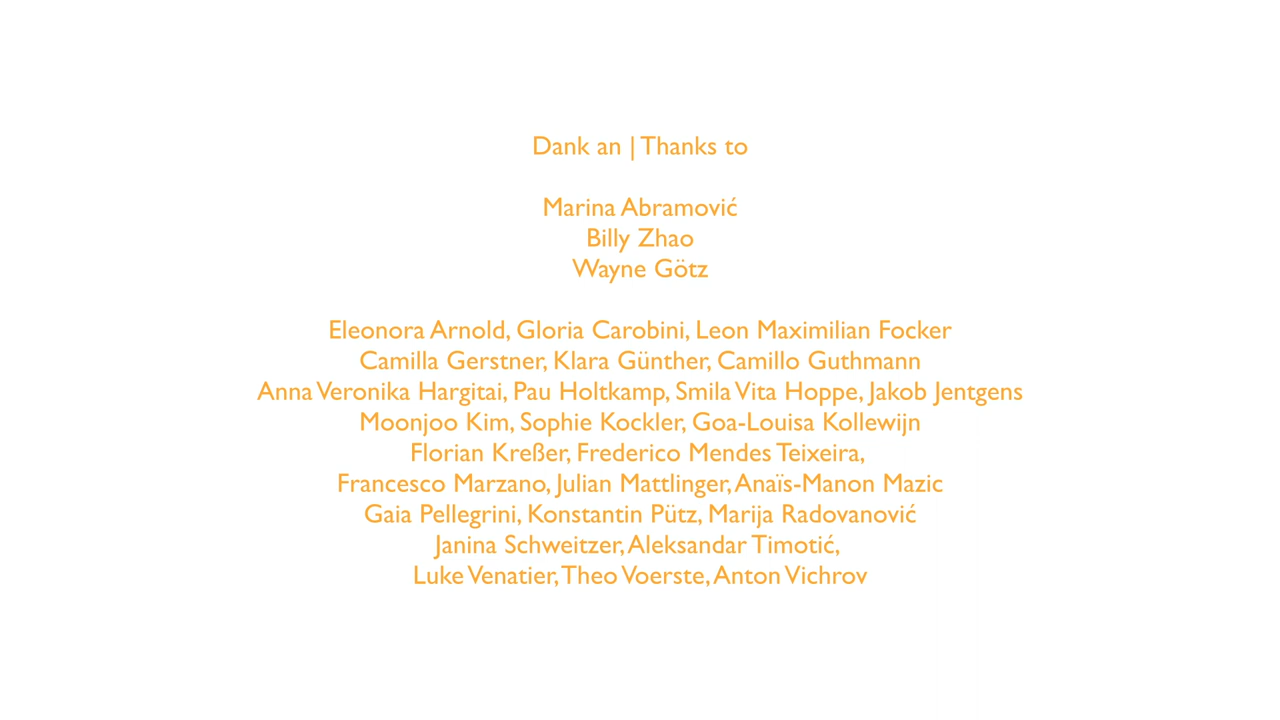 Dank an | Thanks to
Marina Abramović
Billy Zhao
Wayne Götz
Eleonora Arnold, Gloria Carobini, Leon Maximilian Focker
Camilla Gerstner, Klara Günther, Camillo Guthmann
Anna Veronika Hargitai, Pau Holtkamp, Smila Vita Hoppe, Jakob Jentgens
Moonjoo Kim, Sophie Kockler, Goa-Louisa Kollewijn
Florian Kreßer, Frederico Mendes Teixeira,
Francesco Marzano, Julian Mattlinger, Anaïs-Manon Mazic
Gaia Pellegrini, Konstantin Pütz, Marija Radovanović
Janina Schweitzer, Aleksandar Timotić,
Luke Venatier, Theo Voerste, Anton Vichrov